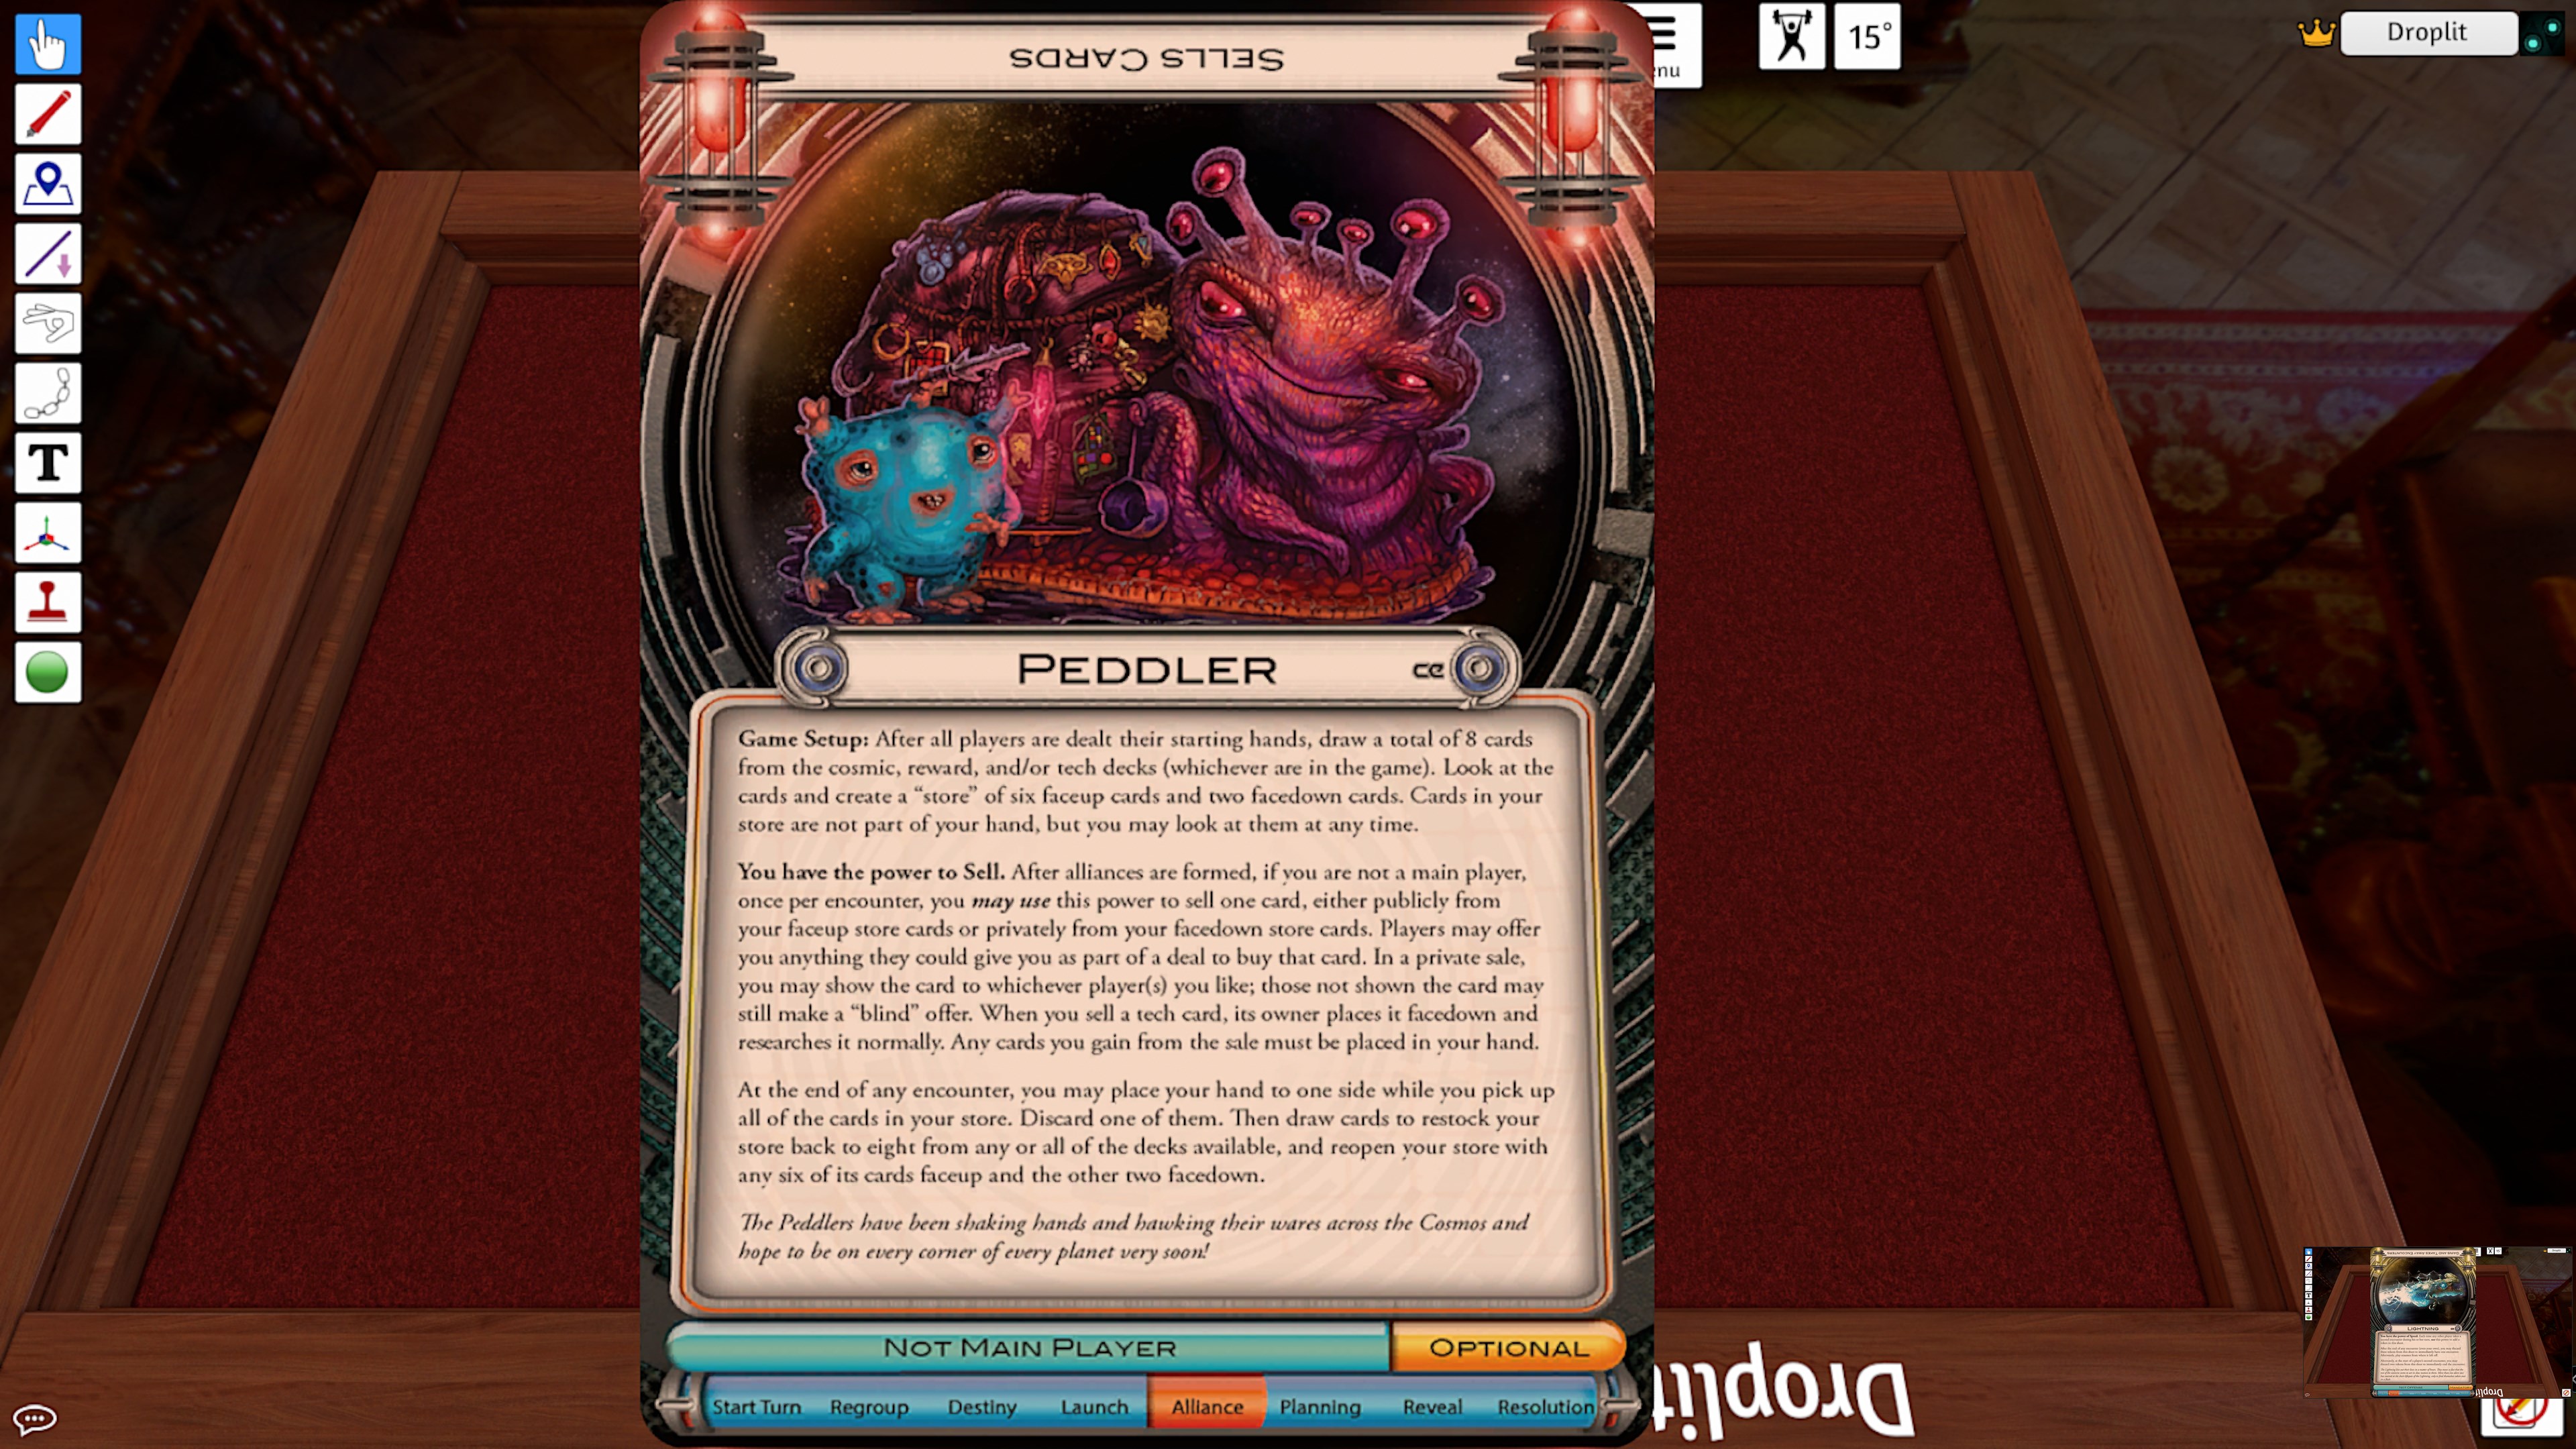 SELLS CARDS
enu
15°
Droplit
T
PEDDLER
ce
Game Setup: After all players are dealt their starting hands, draw a total of 8 cards
from the cosmic, reward, and/or tech decks (whichever are in the game). Look at the
cards and create a “store” of six faceup cards and two facedown cards. Cards in your
store are not part of your hand, but you may look at them at any time.
You have the power to Sell. After alliances are formed, if you are not a main player,
once per encounter, you may use this power to sell one card, either publicly from
your faceup store cards or privately from your facedown store cards. Players may offer
you anything they could give you as part of a deal to buy that card. In a private sale,
you may show the card to whichever player(s) you like; those not shown the card may
still make a “blind” offer. When you sell a tech card, its owner places it facedown and
researches it normally. Any cards you gain from the sale must be placed in your hand.
At the end of any encounter, you may place your hand to one side while you pick up
all of the cards in your store. Discard one of them. Then draw cards to restock your
store back to eight from any or all of the decks available, and reopen your store with
any six of its cards faceup and the other two facedown.
The Peddlers have been shaking hands and hawking their wares across the Cosmos and
hope to be on every corner of every planet very soon!
NOT MAIN PLAYER
OPTIONAL
Start Turn Regroup Destiny Launch Alliance Planning Reveal Resolution
Droplit
LIGHTNING